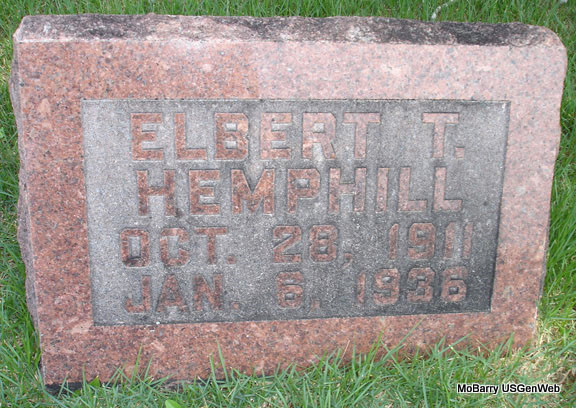 ELBERT T.
HEMPHILL
OCT. 28, 1911
JAN. 6, 1936
MoBarry USGenWeb